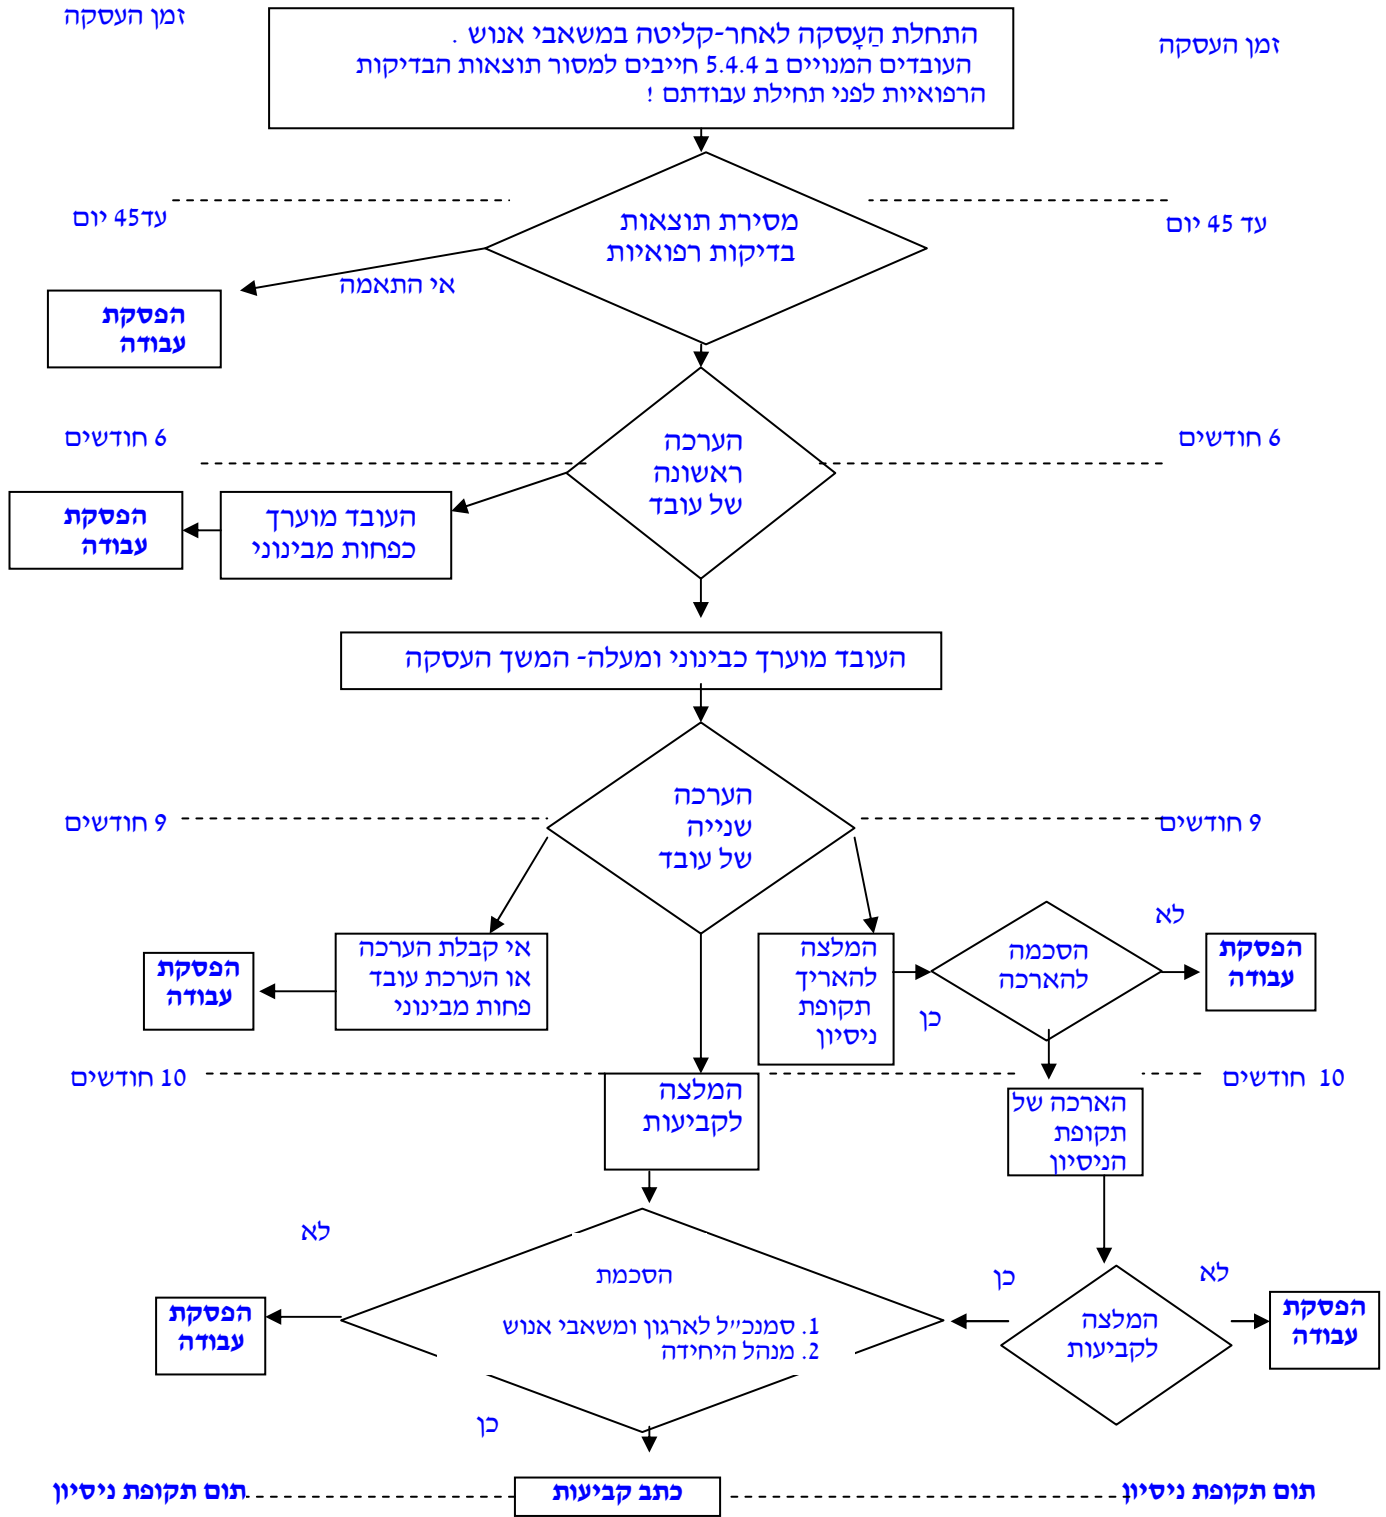 זמן העסקה
זמן העסקה
התחלת הַעָסקה לאחר-קליטה במשאבי אנוש .
העובדים המנויים ב 5.4.4 חייבים למסור תוצאות הבדיקות
הרפואיות לפני תחילת עבודתם !
עד 45 יום
עד45 יום
מסירת תוצאות
בדיקות רפואיות
אי התאמה
הפסקת
עבודה
6 חודשים
6 חודשים
הערכה
ראשונה
של עובד
העובד מוערך
כפחות מבינוני
הפסקת
עבודה
העובד מוערך כבינוני ומעלה- המשך העסקה
9 חודשים
9 חודשים
הערכה
שנייה
של עובד
לא
הפסקת
עבודה
הסכמה
להארכה
כן
המלצה
להאריך
תקופת
ניסיון
אי קבלת הערכה
או הערכת עובד
פחות מבינוני
הפסקת
עבודה
10 חודשים
10 חודשים
הארכה של
תקופת
הניסיון
המלצה
לקביעות
לא
כן
לא
הפסקת
עבודה
המלצה
לקביעות
הסכמת
1. סמנכ״ל לארגון ומשאבי אנוש
2. מנהל היחידה
הפסקת
עבודה
כן
תום תקופת ניסיון
כתב קביעות
תום תקופת ניסיון